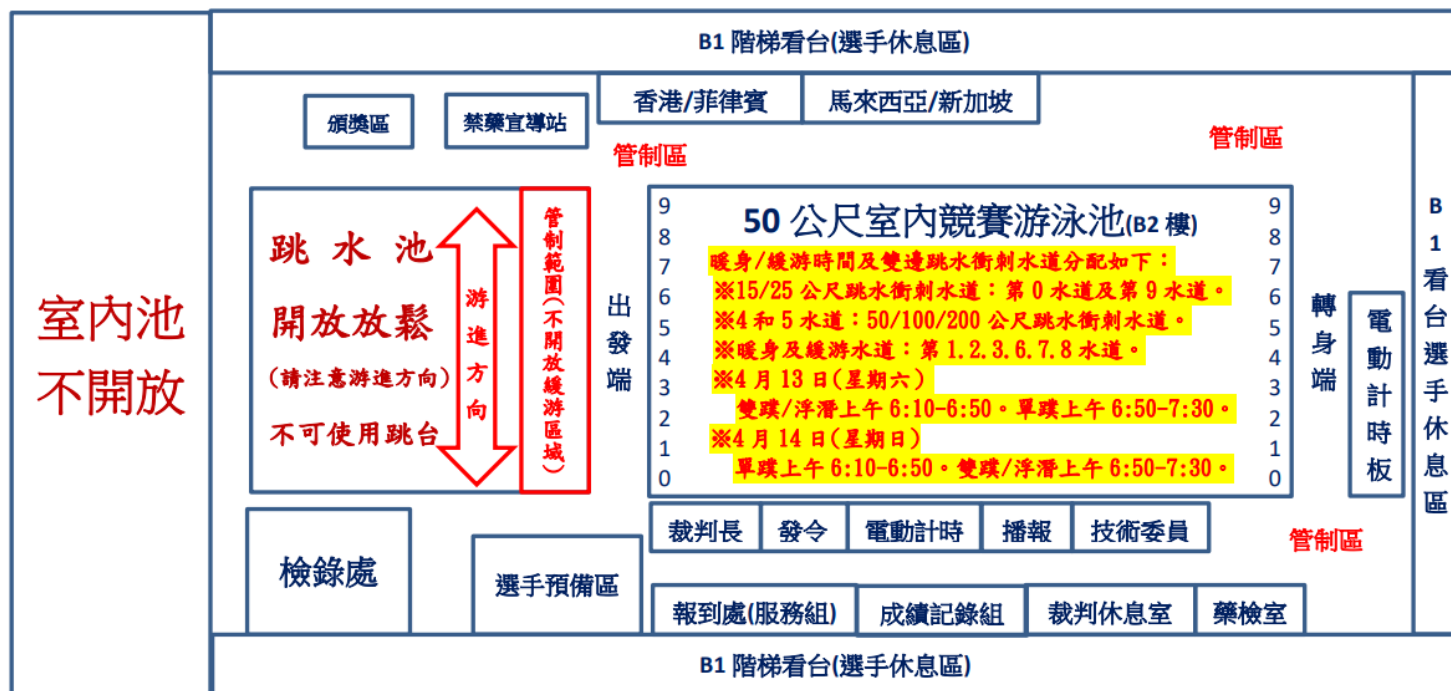 B1 階梯看台(選手休息區)
香港/菲律賓
馬來西亞/新加坡
頒獎區
禁藥宣導站
管制區
管制區
室內池
不開放
跳水池
開放放鬆
(請注意游進方向)
不可使用跳台
游進方向
管制範圍(不開放緩游區域)
出發端
9
8
7
6
5
4
3
2
1
0
50 公尺室內競賽游泳池(B2 樓)
暖身/緩游時間及雙邊跳水衝刺水道分配如下：
※15/25 公尺跳水衝刺水道：第 0 水道及第 9 水道。
※4 和 5 水道：50/100/200 公尺跳水衝刺水道。
※暖身及緩游水道：第 1.2.3.6.7.8 水道。
※4 月 13 日(星期六)
雙蹼/浮潛上午 6:10-6:50。單蹼上午 6:50-7:30。
※4 月 14 日(星期日)
單蹼上午 6:10-6:50。雙蹼/浮潛上午 6:50-7:30。
9
8
7
6
5
4
3
2
1
0
轉身端
電動計時板
B1看台選手休息區
裁判長
發令
電動計時
播報
技術委員
管制區
檢錄處
選手預備區
報到處(服務組)
成績記錄組
裁判休息室
藥檢室
B1 階梯看台(選手休息區)